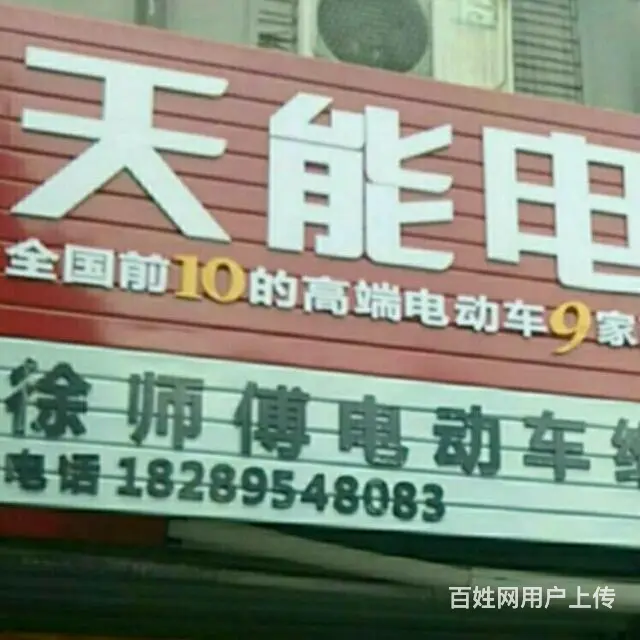 天能电
全国前10的高端电动车9家
徐师傅电动车维
电话 18289548083
百姓网用户上传